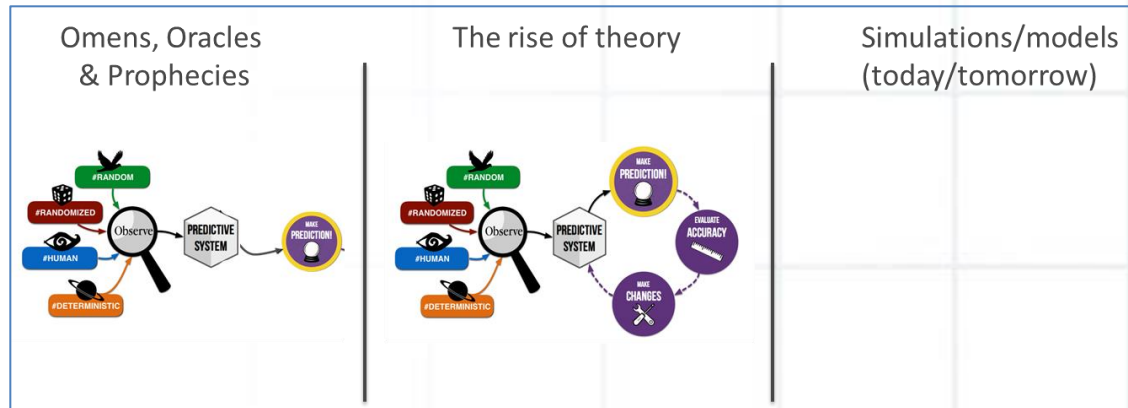 Omens, Oracles
& Prophecies
#RANDOM
#RANDOMIZED
Observe
#HUMAN
#DETERMINISTIC
PREDICTIVE
SYSTEM
MAKE
PREDICTION!
The rise of theory
#RANDOM
#RANDOMIZED
Observe
#HUMAN
#DETERMINISTIC
PREDICTIVE
SYSTEM
MAKE
PREDICTION!
EVALUATE
ACCURACY
MAKE
CHANGES
Simulations/models
(today/tomorrow)